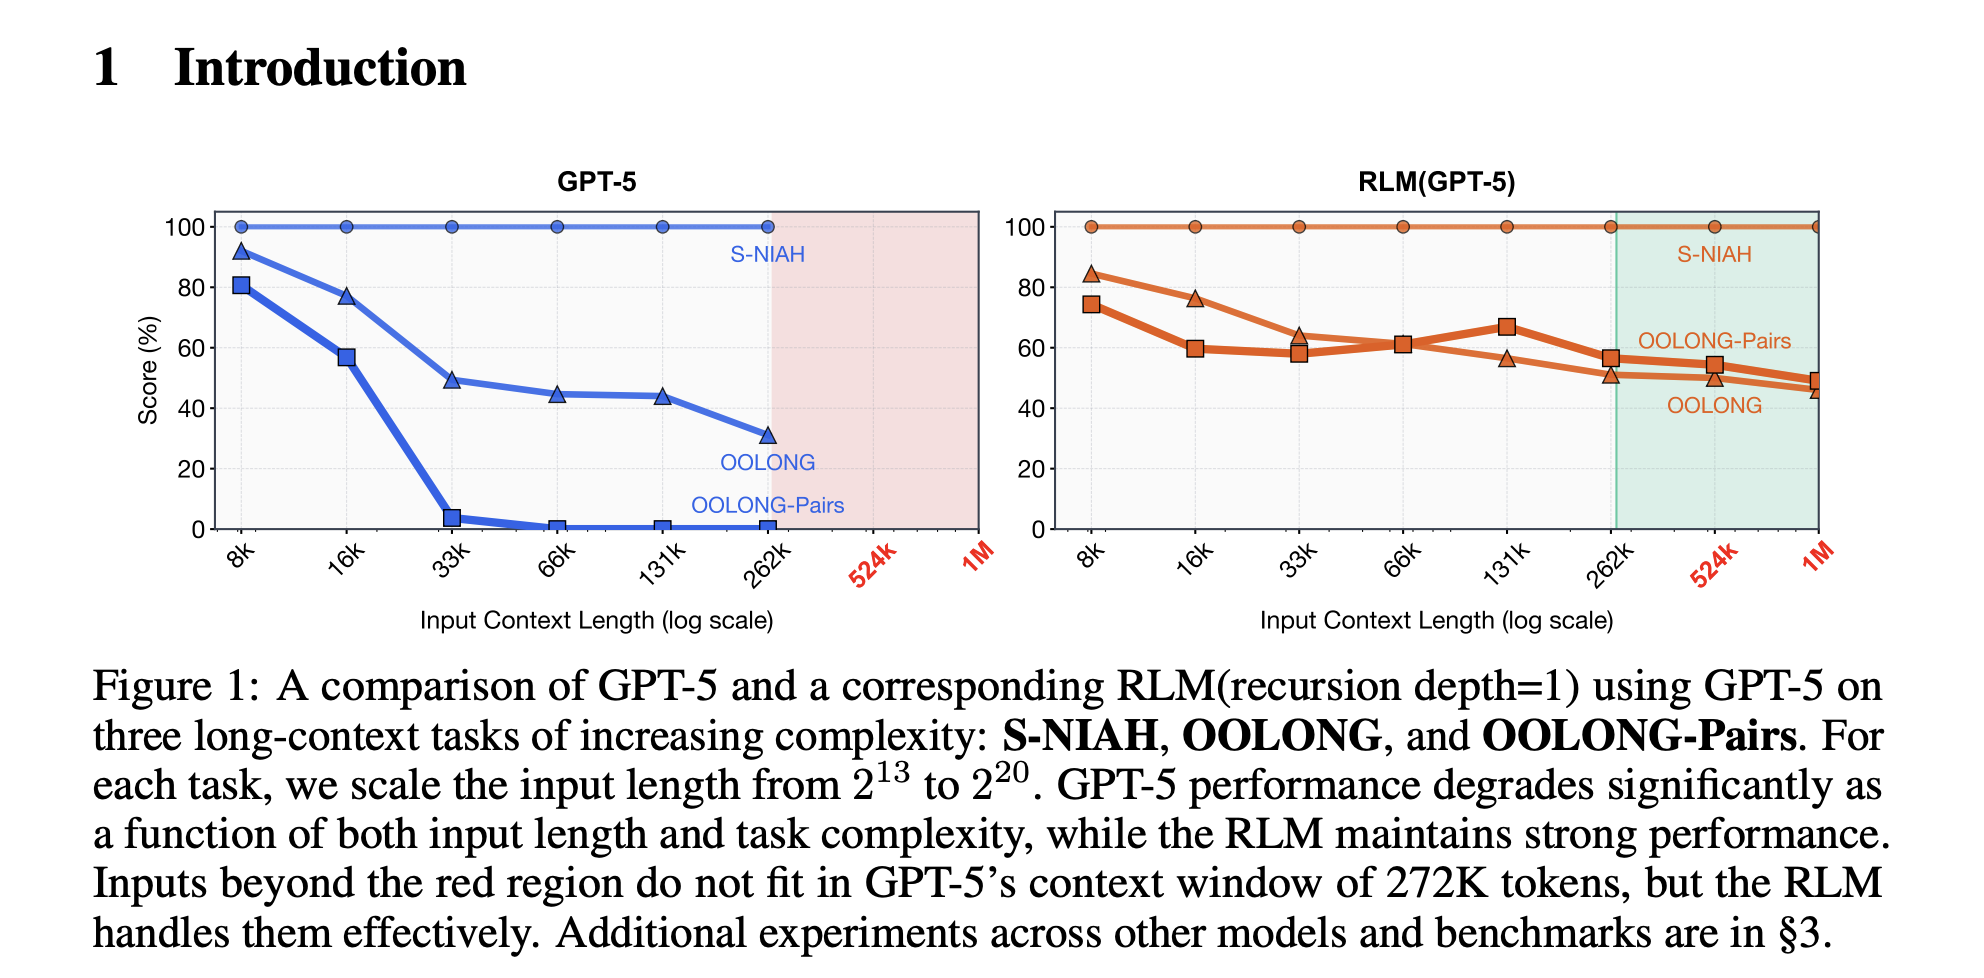 1 Introduction
GPT-5
100
80
60
40
20
0
Score (%)
S-NIAH
OOLONG
OOLONG-Pairs
8k
16k
33k
66k
131k
262k
524k
1M
Input Context Length (log scale)
RLM(GPT-5)
100
80
60
40
20
0
S-NIAH
OOLONG-Pairs
OOLONG
8k
16k
33k
66k
131k
262k
524k
1M
Input Context Length (log scale)
Figure 1: A comparison of GPT-5 and a corresponding RLM(recursion depth=1) using GPT-5 on
three long-context tasks of increasing complexity: S-NIAH, OOLONG, and OOLONG-Pairs. For
each task, we scale the input length from 2¹³ to 2²⁰. GPT-5 performance degrades significantly as
a function of both input length and task complexity, while the RLM maintains strong performance.
Inputs beyond the red region do not fit in GPT-5’s context window of 272K tokens, but the RLM
handles them effectively. Additional experiments across other models and benchmarks are in §3.